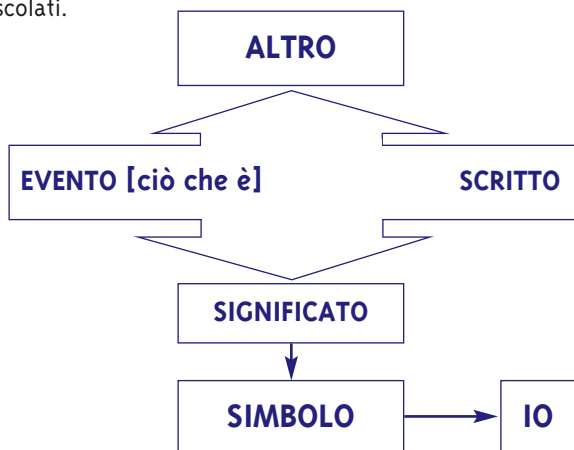 scolati.
ALTRO
EVENTO [ciò che è] SCRITTO
SIGNIFICATO
SIMBOLO IO